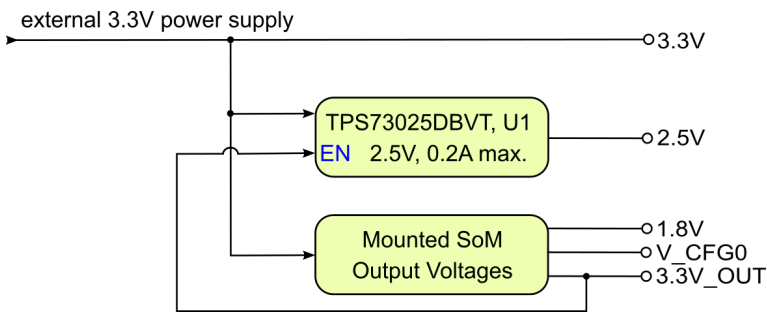 external 3.3V power supply
3.3V
TPS73025DBVT, U1
EN 2.5V, 0.2A max.
2.5V
Mounted SoM
Output Voltages
1.8V
V_CFG0
3.3V_OUT